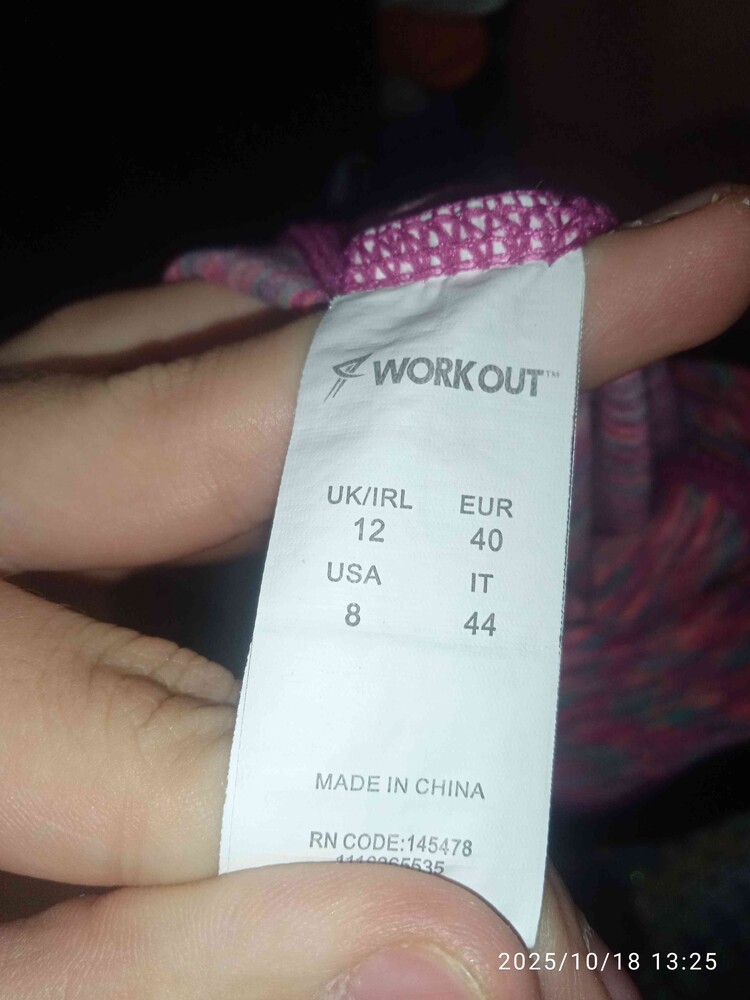 WORKOUT™
UK/IRL EUR
12 40
USA IT
8 44
MADE IN CHINA
RN CODE:145478
2025/10/18 13:25